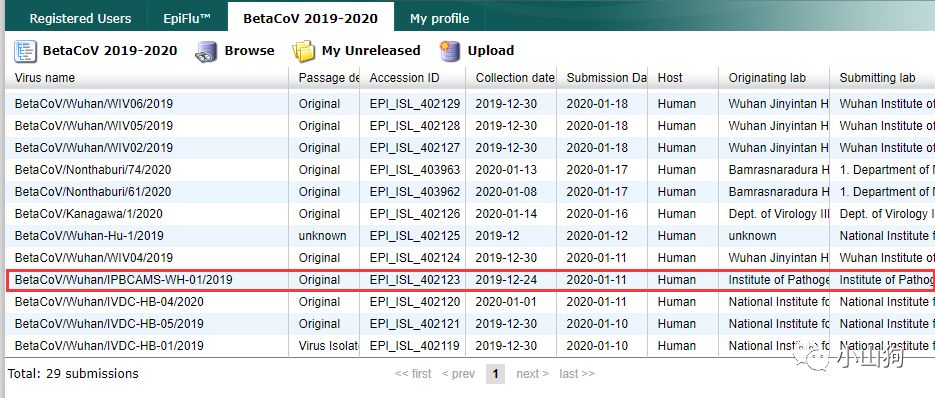 Registered Users EpiFlu™ BetaCoV 2019-2020 My profile
BetaCoV 2019-2020 Browse My Unreleased Upload
Virus name Passage de Accession ID Collection date Submission Da Host Originating lab Submitting lab
BetaCoV/Wuhan/WIV06/2019 Original EPI_ISL_402129 2019-12-30 2020-01-18 Human Wuhan Jinyintan H Wuhan Institute of
BetaCoV/Wuhan/WIV05/2019 Original EPI_ISL_402128 2019-12-30 2020-01-18 Human Wuhan Jinyintan H Wuhan Institute of
BetaCoV/Wuhan/WIV02/2019 Original EPI_ISL_402127 2019-12-30 2020-01-18 Human Wuhan Jinyintan H Wuhan Institute of
BetaCoV/Nonthaburi/74/2020 Original EPI_ISL_403963 2020-01-13 2020-01-17 Human Bamrasnaradura H 1. Department of M
BetaCoV/Nonthaburi/61/2020 Original EPI_ISL_403962 2020-01-08 2020-01-17 Human Bamrasnaradura H 1. Department of M
BetaCoV/Kanagawa/1/2020 Original EPI_ISL_402126 2020-01-14 2020-01-16 Human Dept. of Virology III Dept. of Virology
BetaCoV/Wuhan-Hu-1/2019 unknown EPI_ISL_402125 2019-12 2020-01-12 Human unknown National Institute f
BetaCoV/Wuhan/WIV04/2019 Original EPI_ISL_402124 2019-12-30 2020-01-11 Human Wuhan Jinyintan H Wuhan Institute of
BetaCoV/Wuhan/IPBCAMS-WH-01/2019 Original EPI_ISL_402123 2019-12-24 2020-01-11 Human Institute of Pathoge Institute of Pathog
BetaCoV/Wuhan/IVDC-HB-04/2020 Original EPI_ISL_402120 2020-01-01 2020-01-11 Human National Institute fo National Institute f
BetaCoV/Wuhan/IVDC-HB-05/2019 Original EPI_ISL_402121 2019-12-30 2020-01-10 Human National Institute fo National Institute f
BetaCoV/Wuhan/IVDC-HB-01/2019 Virus Isolate EPI_ISL_402119 2019-12-30 2020-01-10 Human National Institute fo National Institute f
Total: 29 submissions << first < prev 1 next > last >>
小山狗